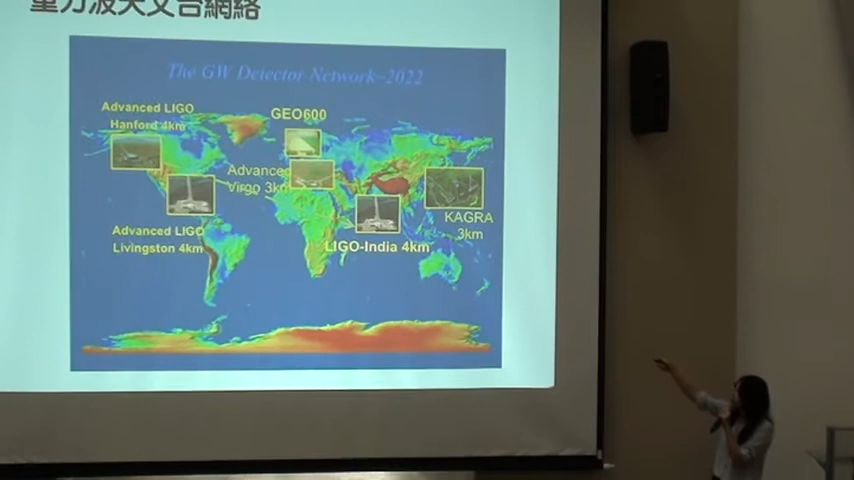 重力波天文台網絡
The GW Detector Network-2022
Advanced LIGO
Hanford 4km
GEO600
Advanced
Virgo 3km
KAGRA
3km
Advanced LIGO
Livingston 4km
LIGO-India 4km